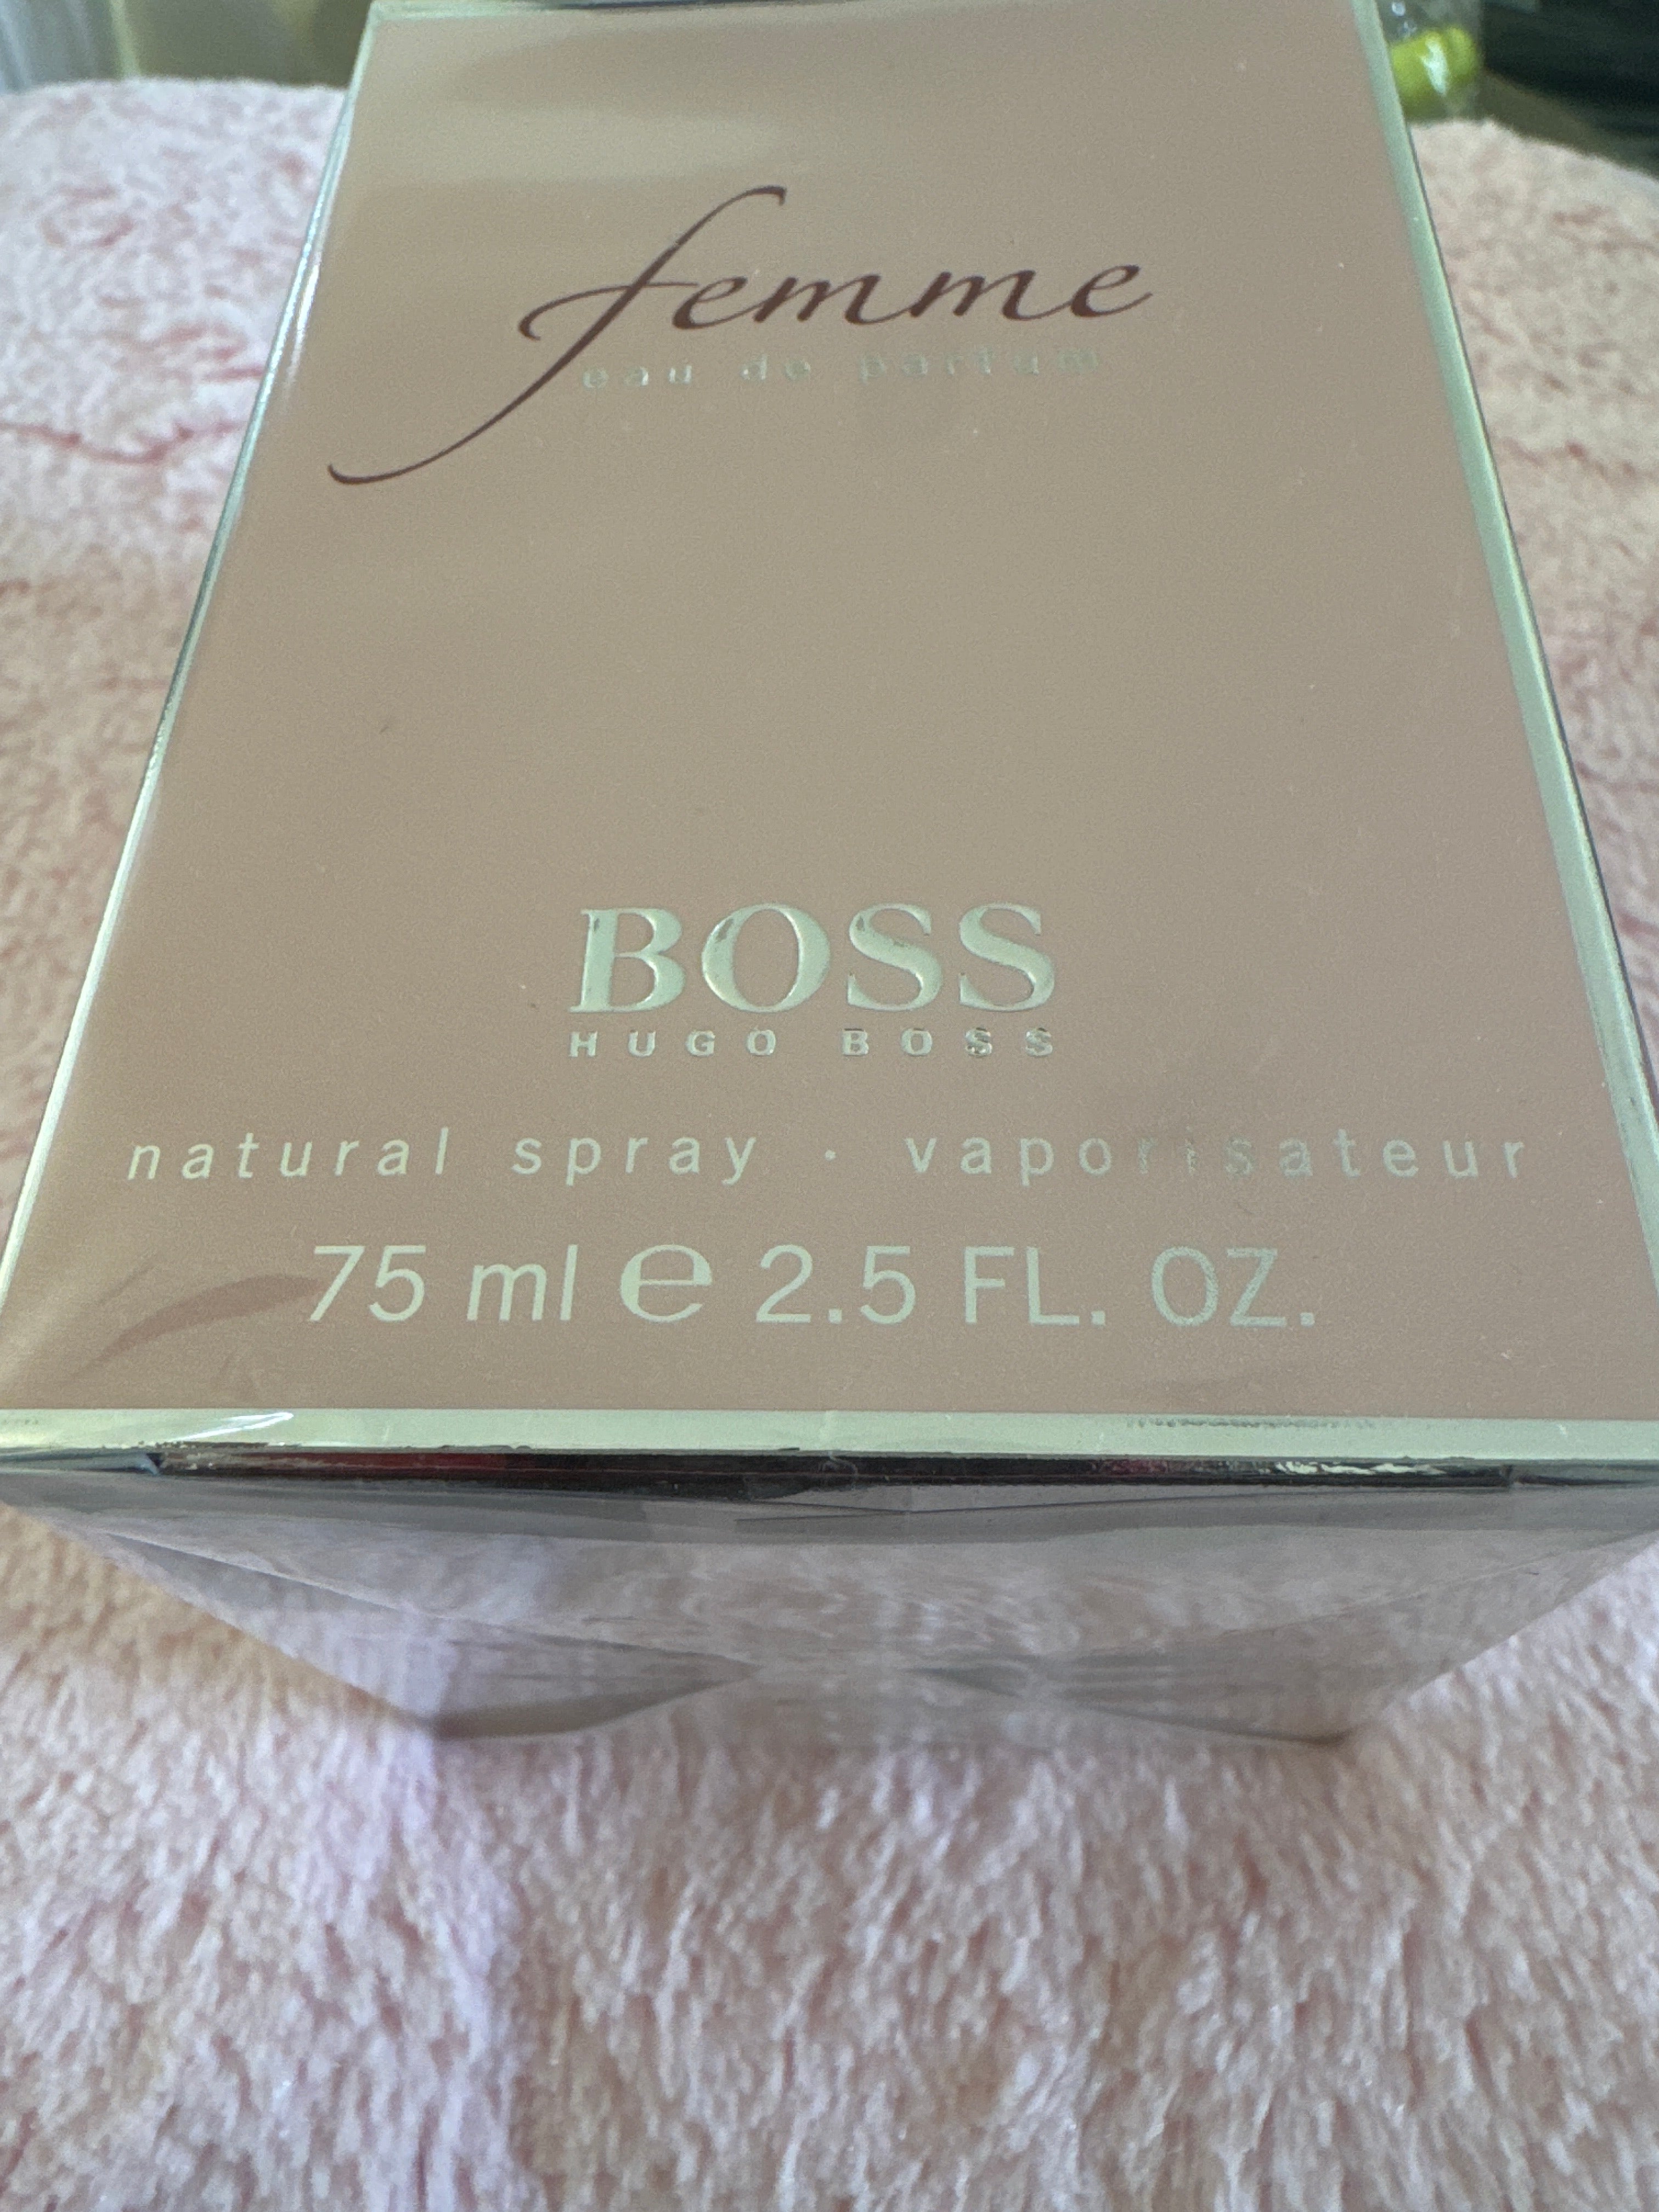 femme
eau de parfum
BOSS
HUGO BOSS
natural spray · vaporisateur
75 ml ℮ 2.5 FL. OZ.